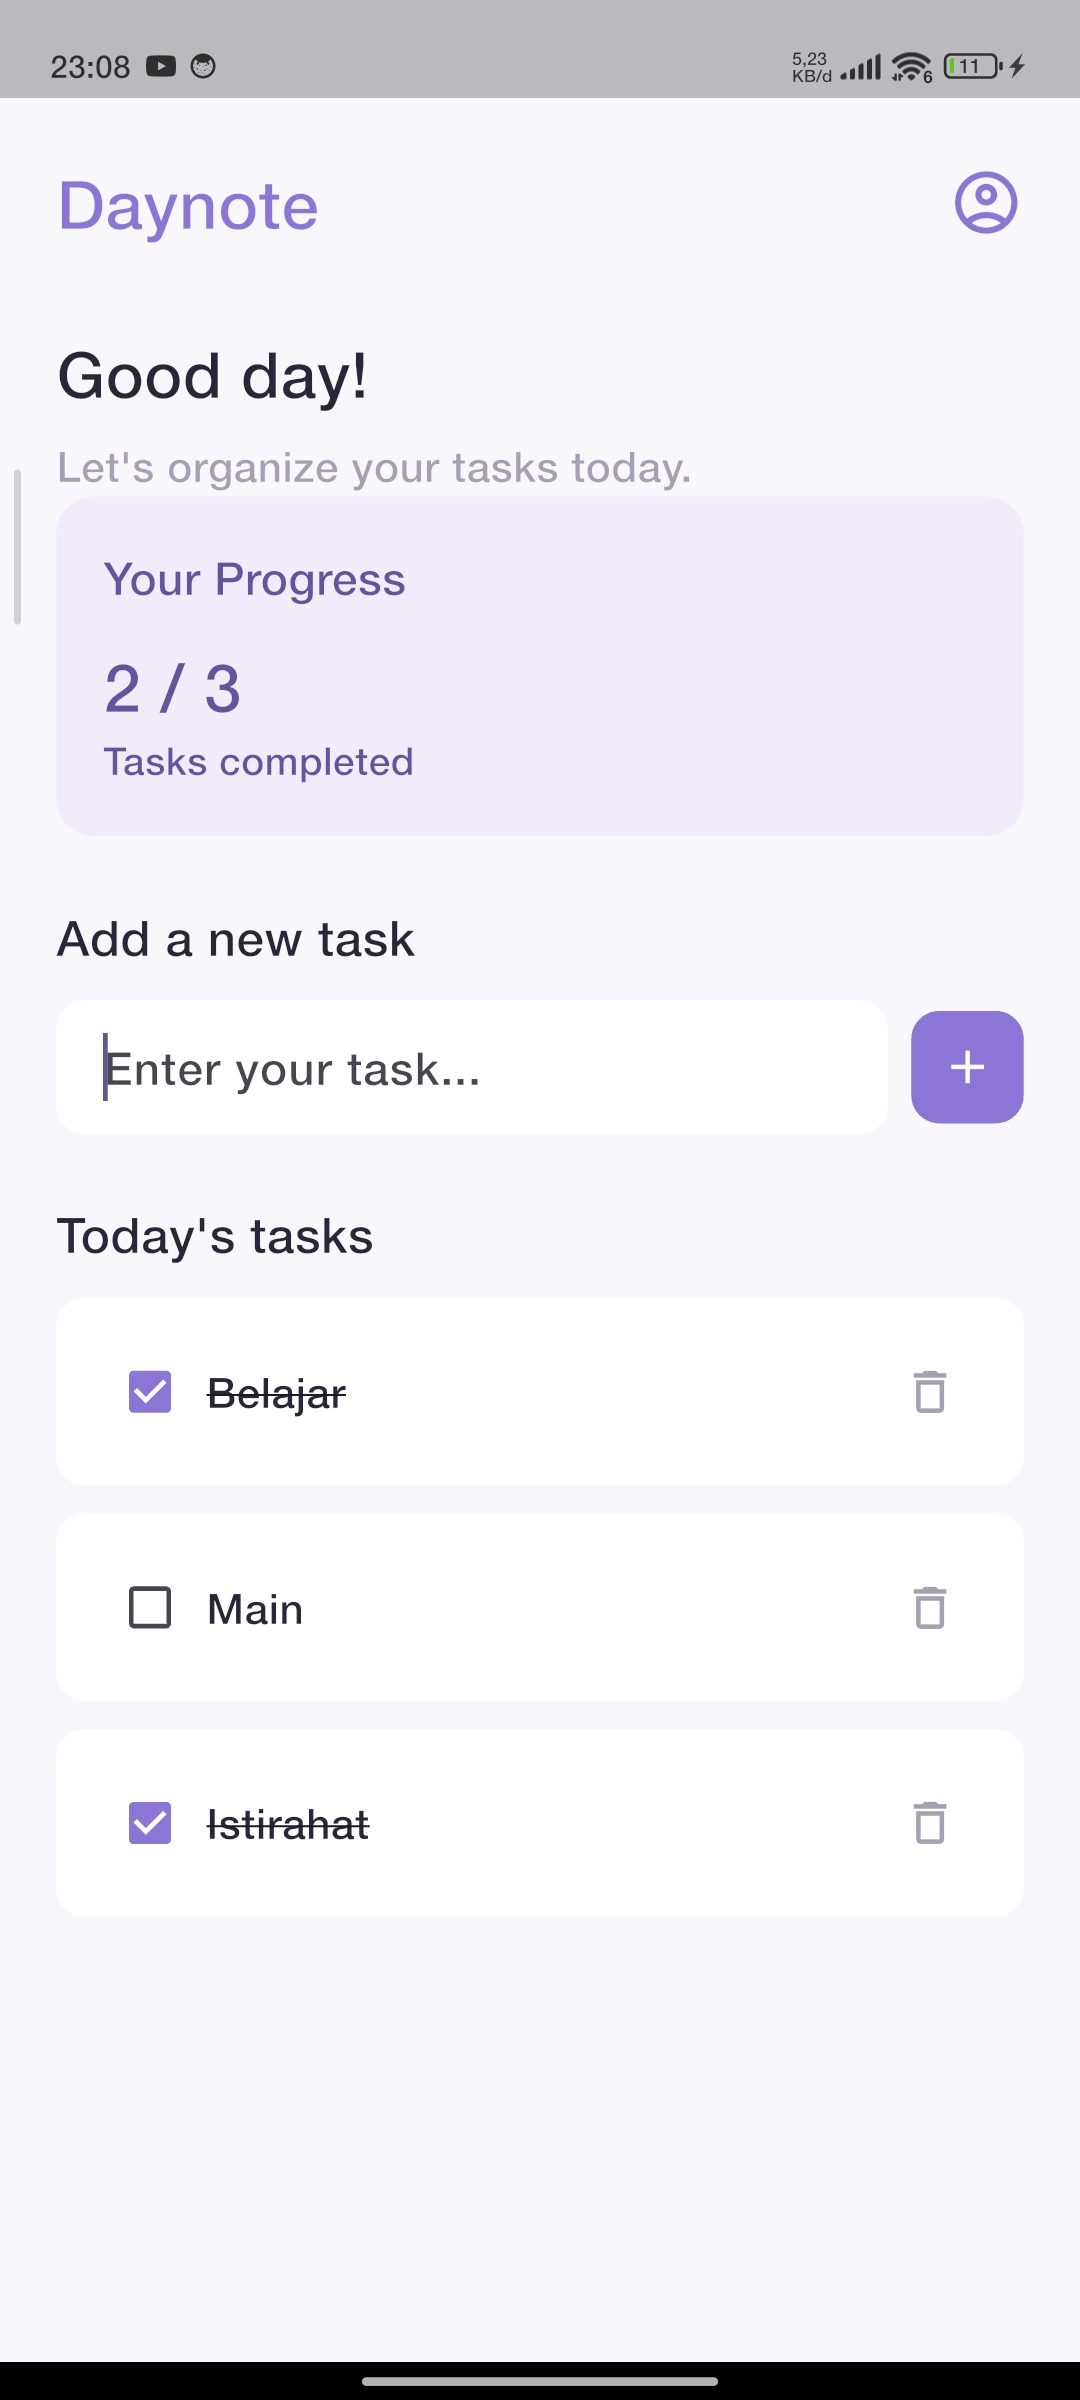 23:08
5,23
KB/d
6
11
Daynote
Good day!
Let's organize your tasks today.
Your Progress
2 / 3
Tasks completed
Add a new task
Enter your task...
Today's tasks
Belajar
Main
Istirahat